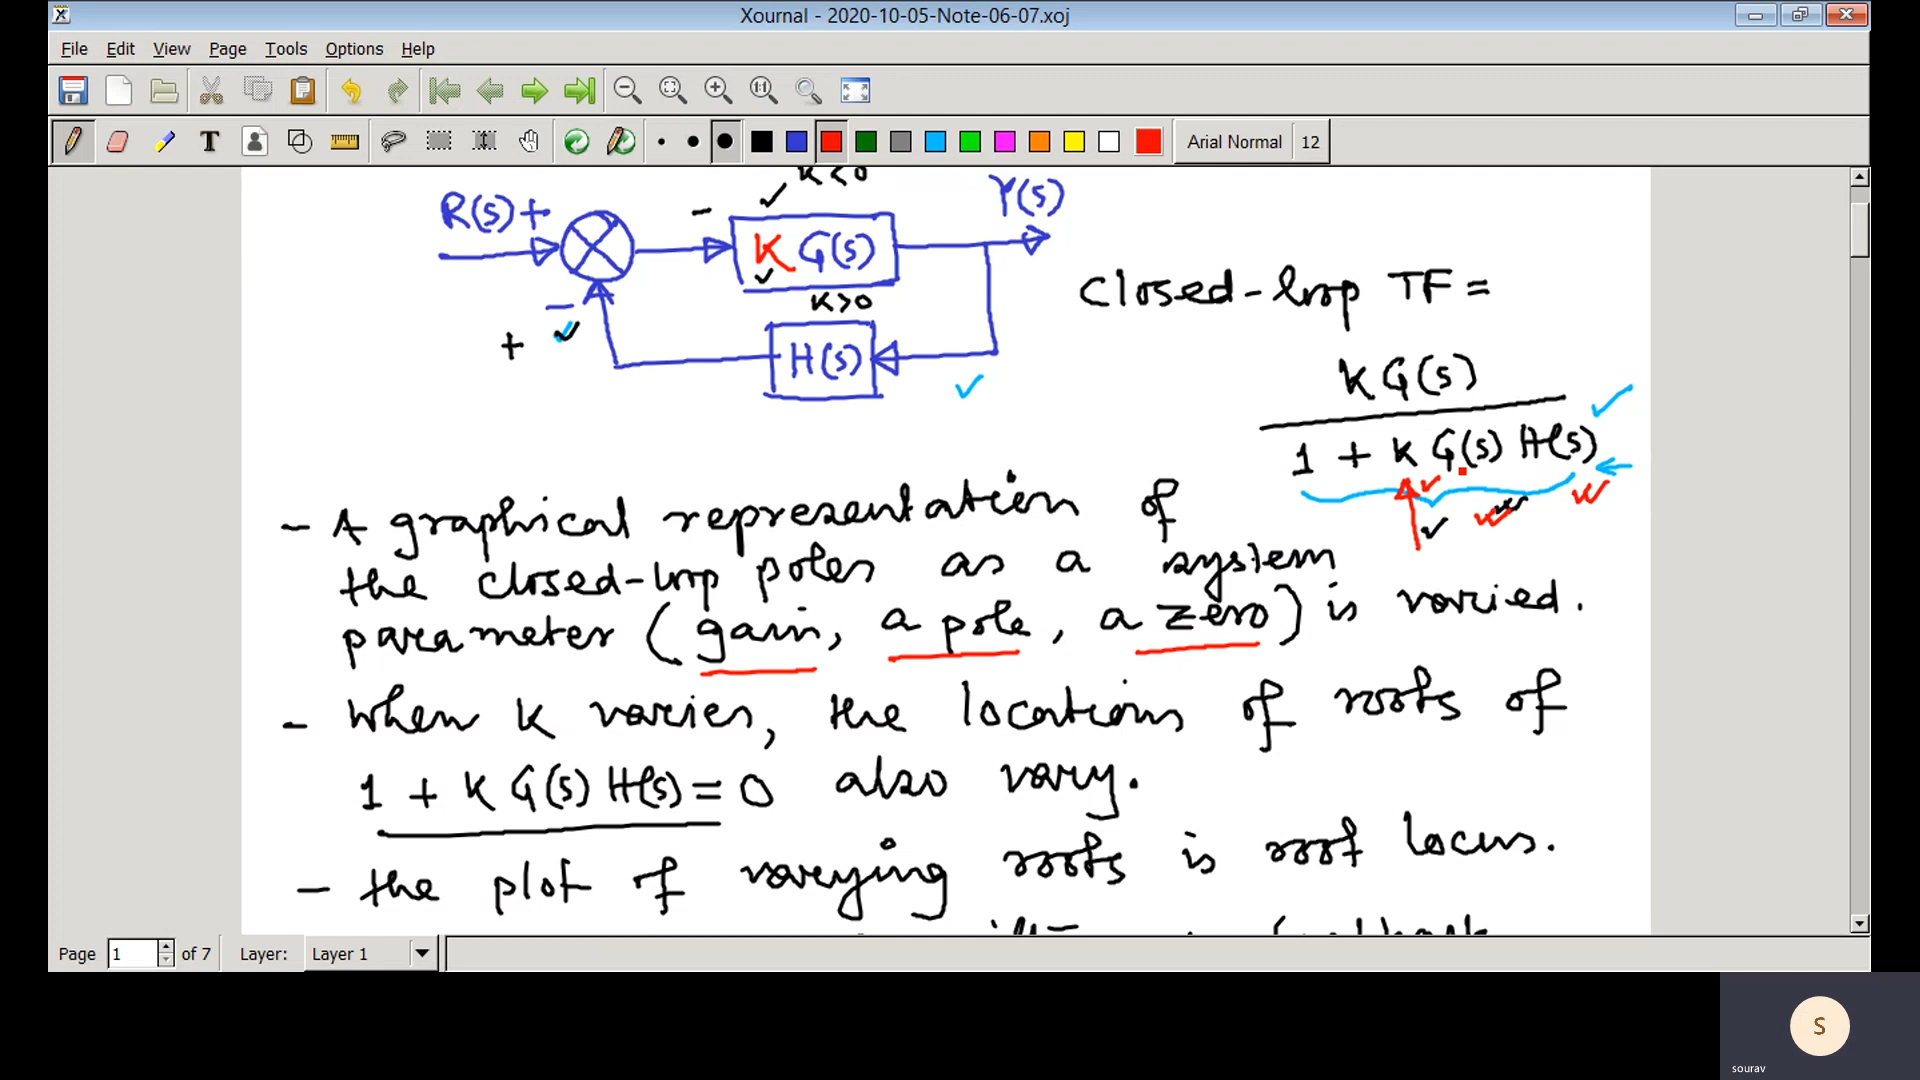 Xournal - 2020-10-05-Note-06-07.xoj
File Edit View Page Tools Options Help
Arial Normal 12
K<0
R(s) + - K G(s) Y(s)
K>0
- + H(s)
Closed-loop TF =
K G(s)
1 + K G(s) H(s)
- A graphical representation of
the closed-loop poles as a system
parameter (gain, a pole, a zero) is varied.
- When K varies, the locations of roots of
1 + K G(s) H(s) = 0 also vary.
- the plot of varying roots is root locus.
Page 1 of 7 Layer: Layer 1
S
sourav